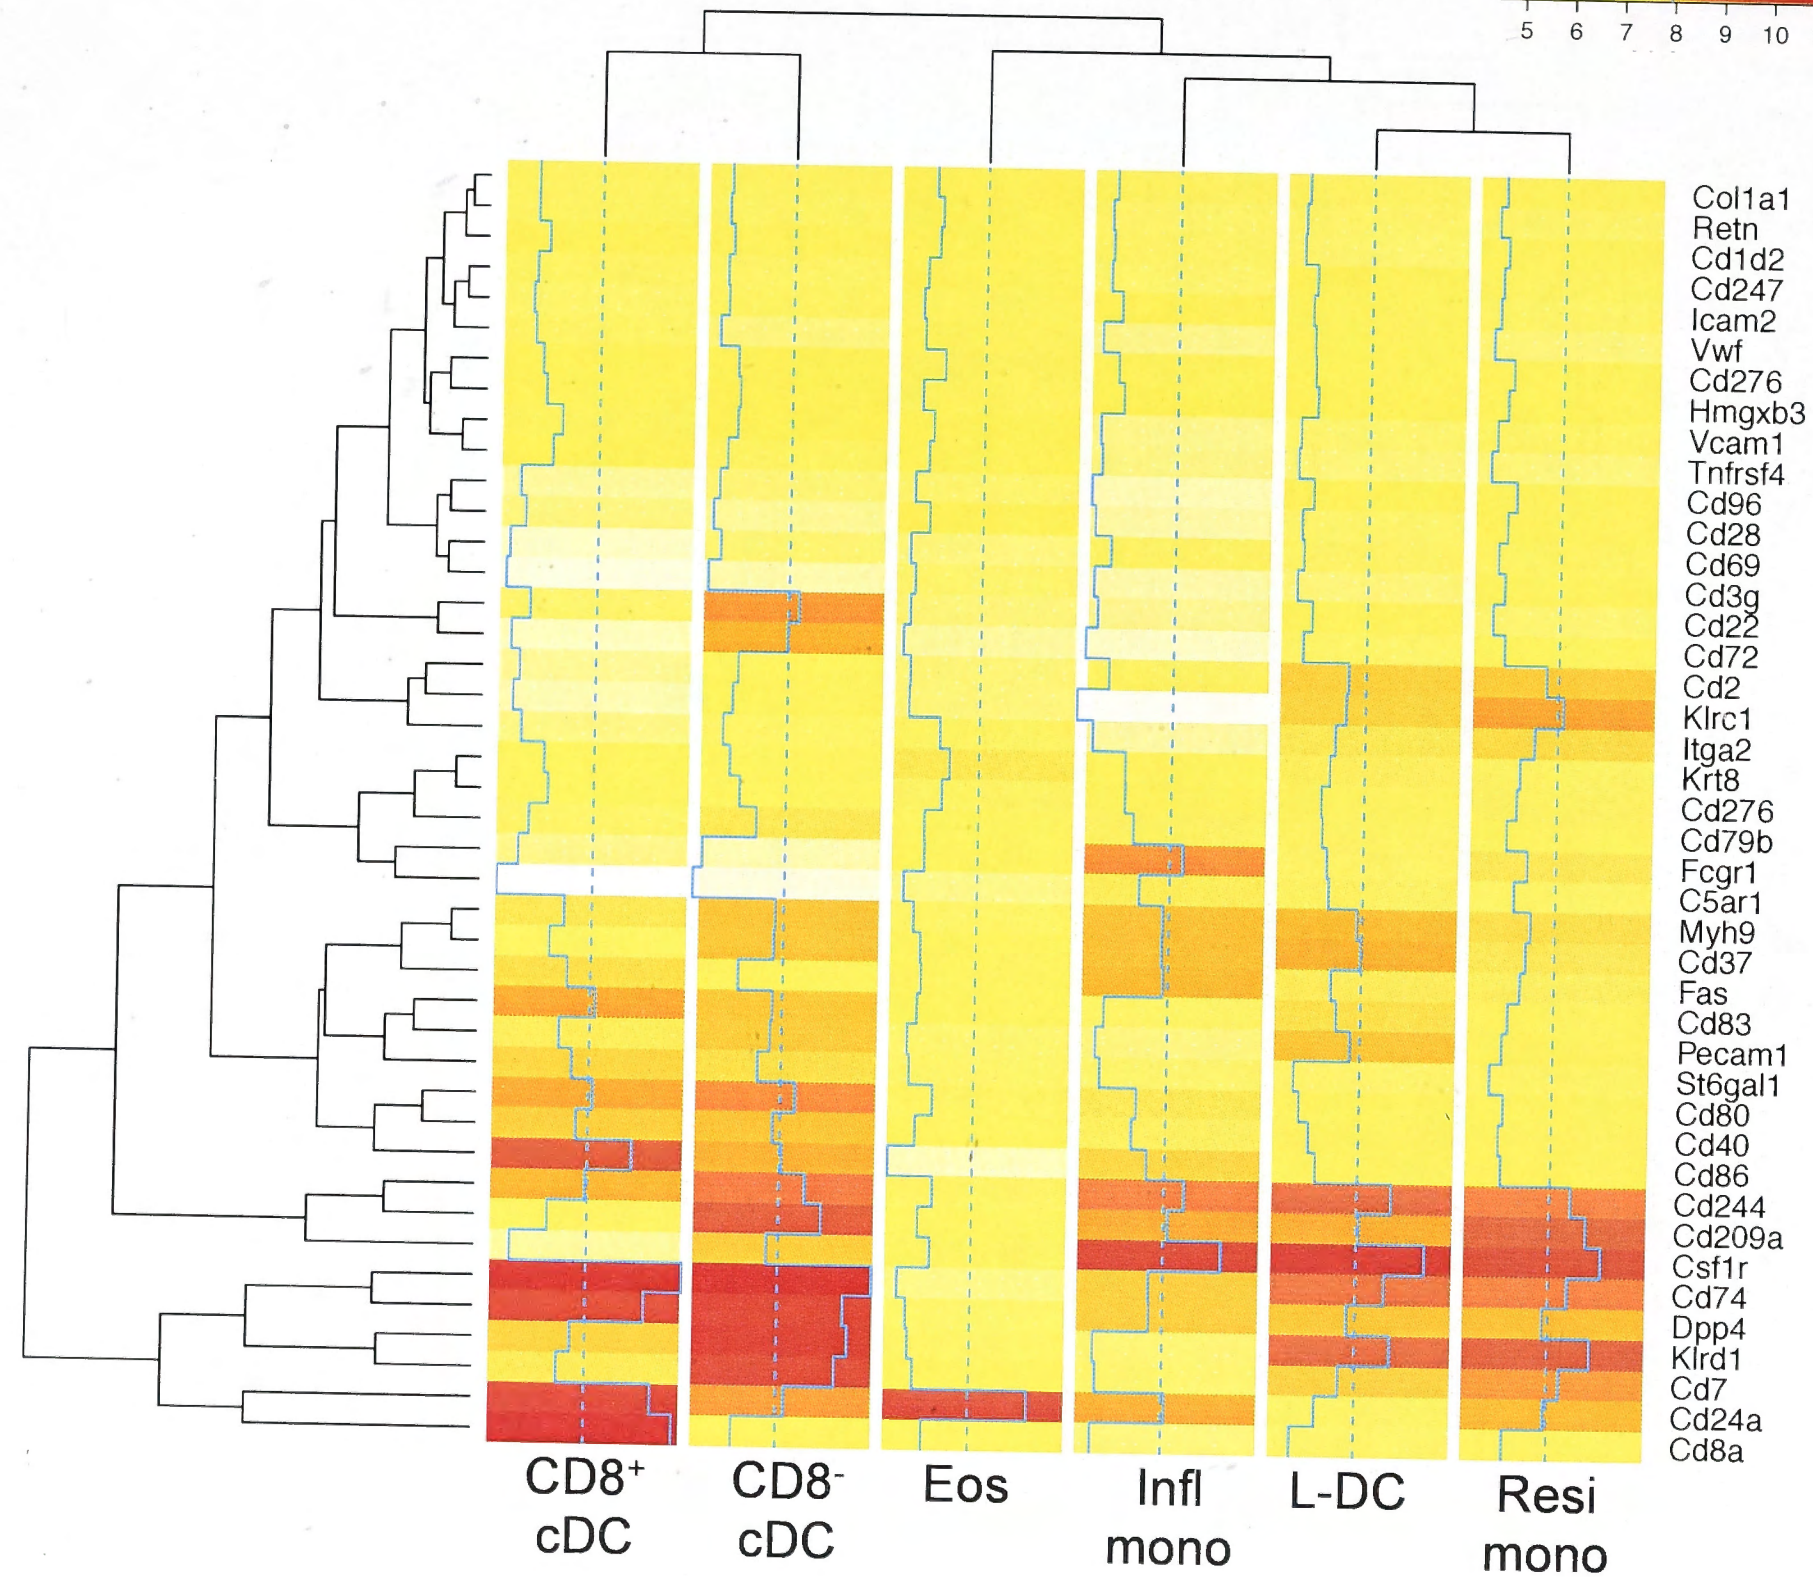 5 6 7 8 9 10
Col1a1
Retn
Cd1d2
Cd247
Icam2
Vwf
Cd276
Hmgxb3
Vcam1
Tnfrsf4
Cd96
Cd28
Cd69
Cd3g
Cd22
Cd72
Cd2
Klrc1
Itga2
Krt8
Cd276
Cd79b
Fcgr1
C5ar1
Myh9
Cd37
Fas
Cd83
Pecam1
St6gal1
Cd80
Cd40
Cd86
Cd244
Cd209a
Csf1r
Cd74
Dpp4
Klrd1
Cd7
Cd24a
Cd8a
CD8+ cDC
CD8- cDC
Eos
Infl mono
L-DC
Resi mono